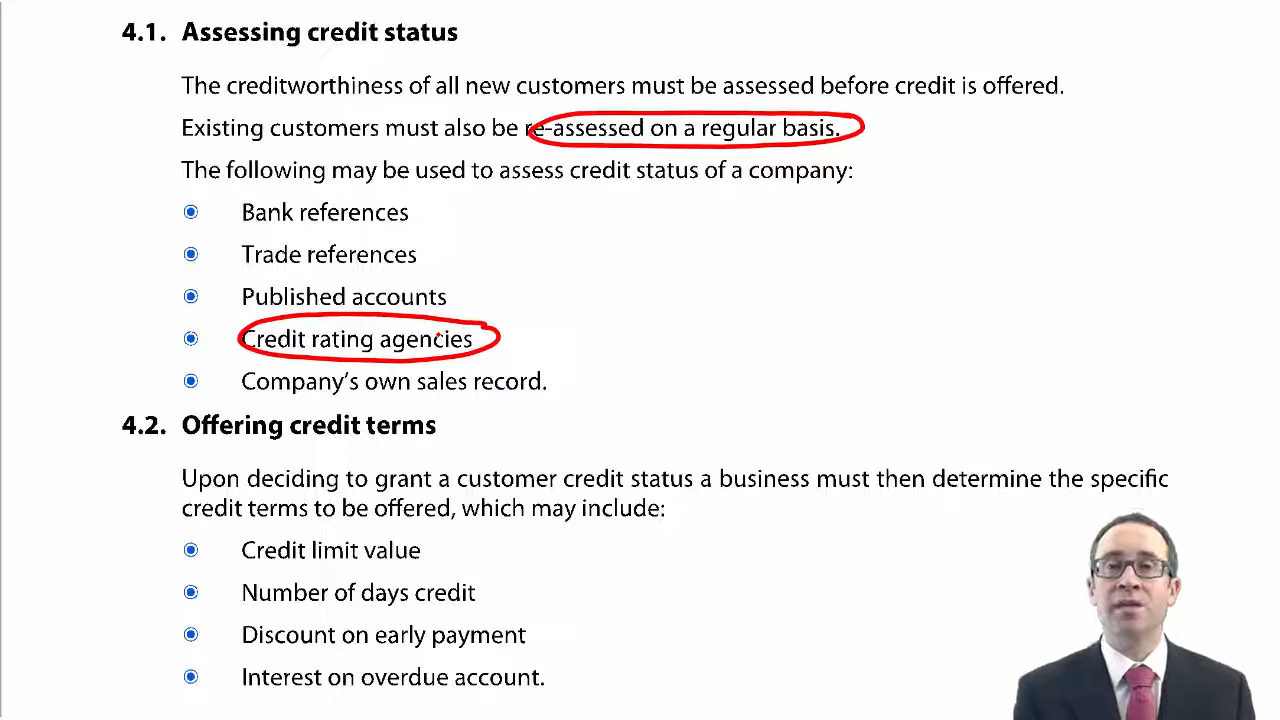 4.1. Assessing credit status
The creditworthiness of all new customers must be assessed before credit is offered.
Existing customers must also be re-assessed on a regular basis.
The following may be used to assess credit status of a company:
Bank references
Trade references
Published accounts
Credit rating agencies
Company's own sales record.
4.2. Offering credit terms
Upon deciding to grant a customer credit status a business must then determine the specific
credit terms to be offered, which may include:
Credit limit value
Number of days credit
Discount on early payment
Interest on overdue account.